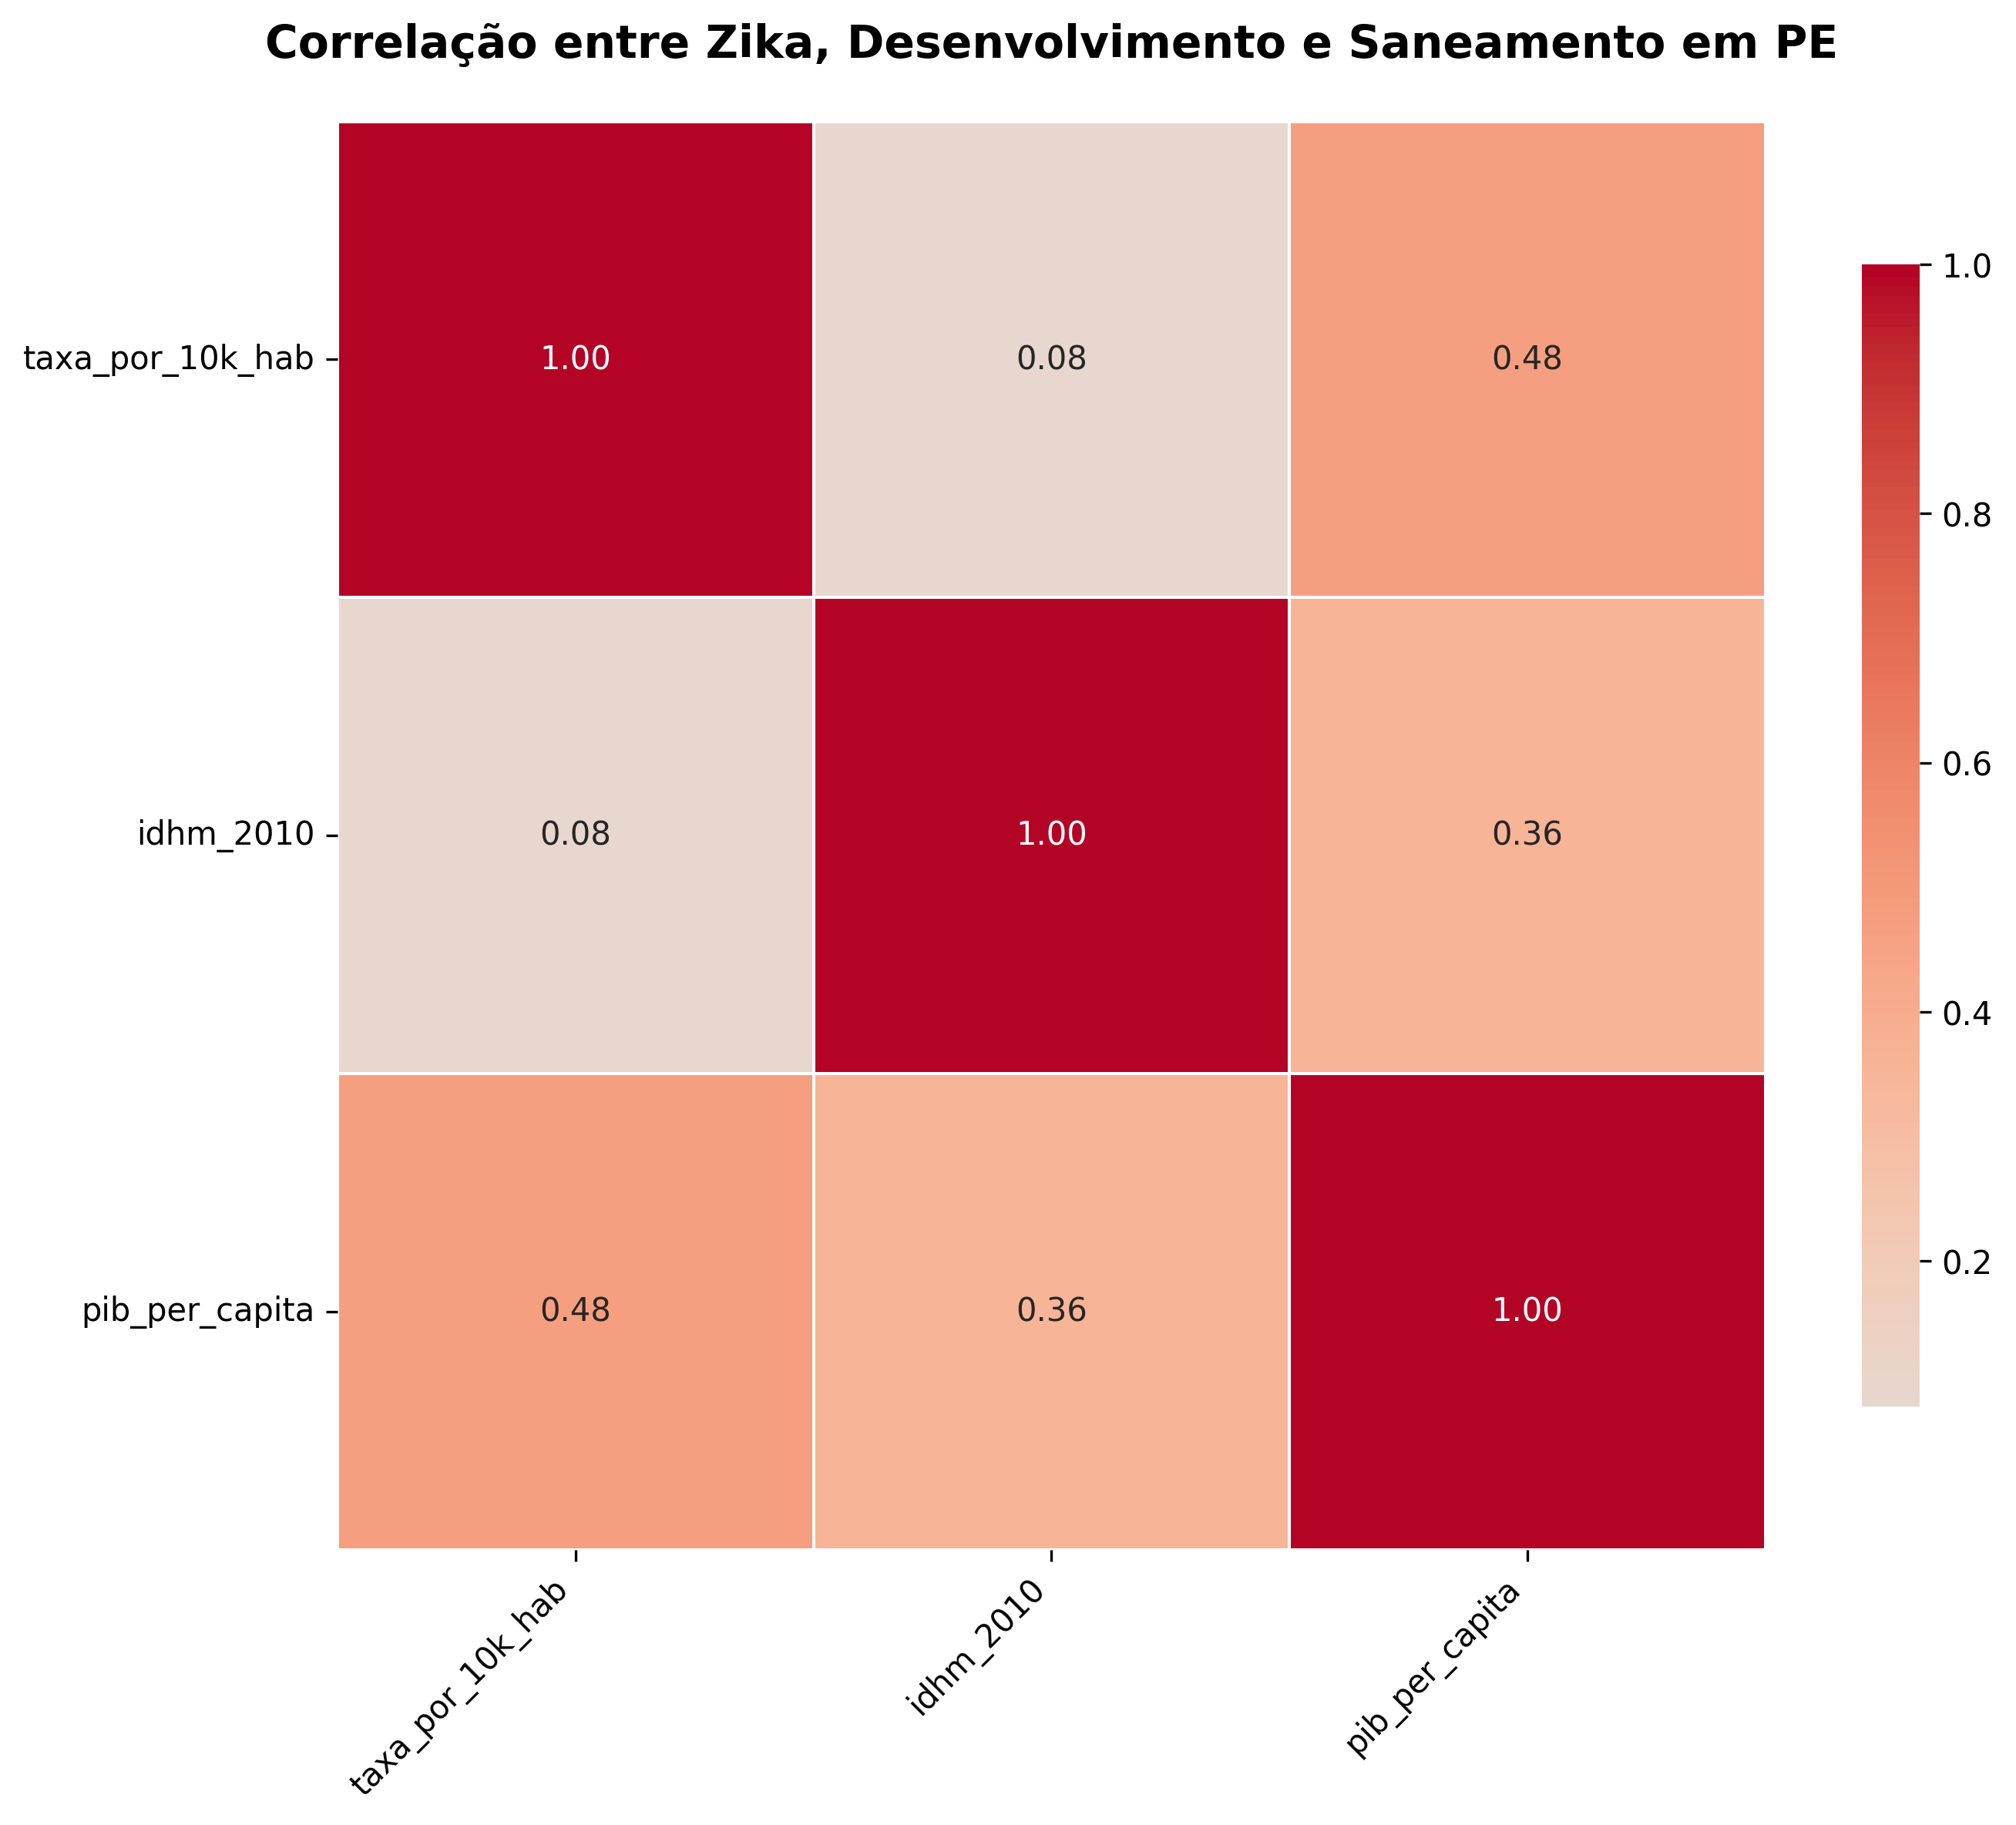 Correlação entre Zika, Desenvolvimento e Saneamento em PE
taxa_por_10k_hab
1.00
0.08
0.48
idhm_2010
0.08
1.00
0.36
pib_per_capita
0.48
0.36
1.00
taxa_por_10k_hab
idhm_2010
pib_per_capita
1.0
0.8
0.6
0.4
0.2